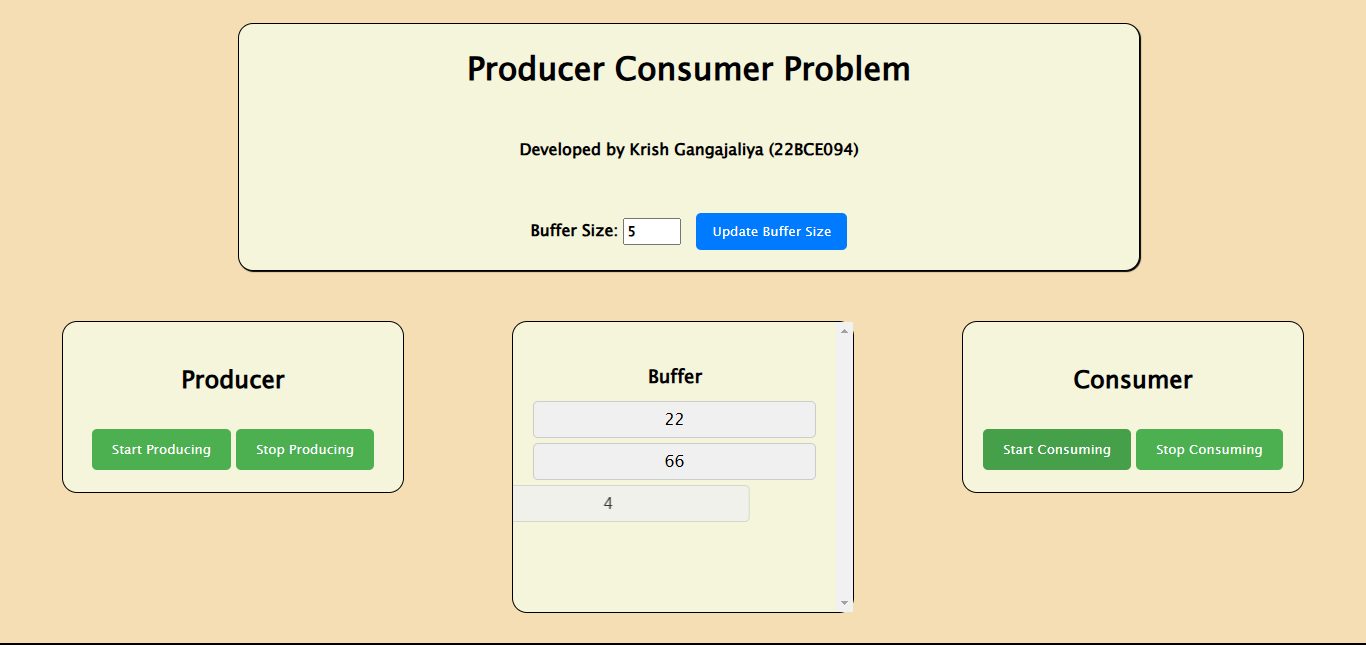 Producer Consumer Problem
Developed by Krish Gangajaliya (22BCE094)
Buffer Size: 5 Update Buffer Size
Producer
Start Producing Stop Producing
Buffer
22
66
4
Consumer
Start Consuming Stop Consuming